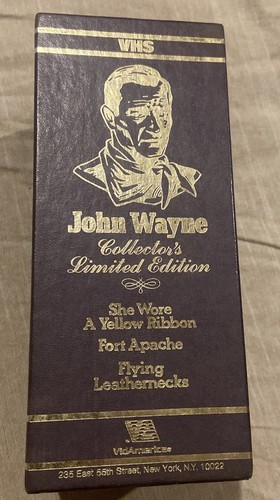 VHS
John Wayne
Collector's
Limited Edition
She Wore
A Yellow Ribbon
Fort Apache
Flying
Leathernecks
VidAmerica
235 East 55th Street, New York, N.Y. 10022